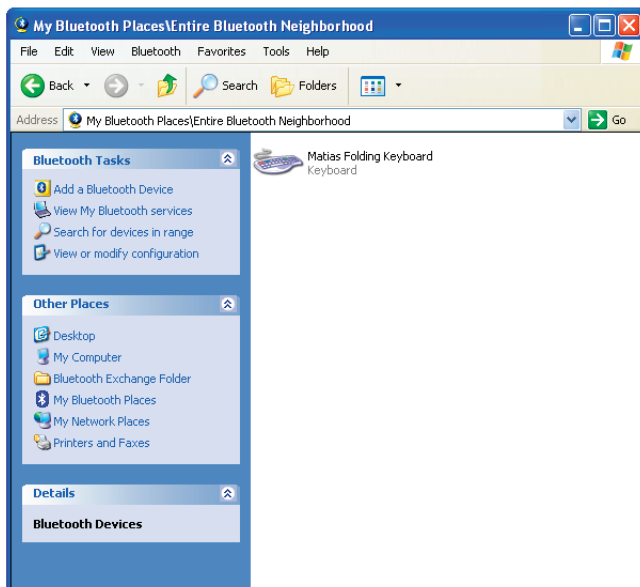 My Bluetooth Places\Entire Bluetooth Neighborhood
File Edit View Bluetooth Favorites Tools Help
Back Search Folders
Address My Bluetooth Places\Entire Bluetooth Neighborhood Go
Bluetooth Tasks
Add a Bluetooth Device
View My Bluetooth services
Search for devices in range
View or modify configuration
Other Places
Desktop
My Computer
Bluetooth Exchange Folder
My Bluetooth Places
My Network Places
Printers and Faxes
Details
Bluetooth Devices
Matias Folding Keyboard
Keyboard